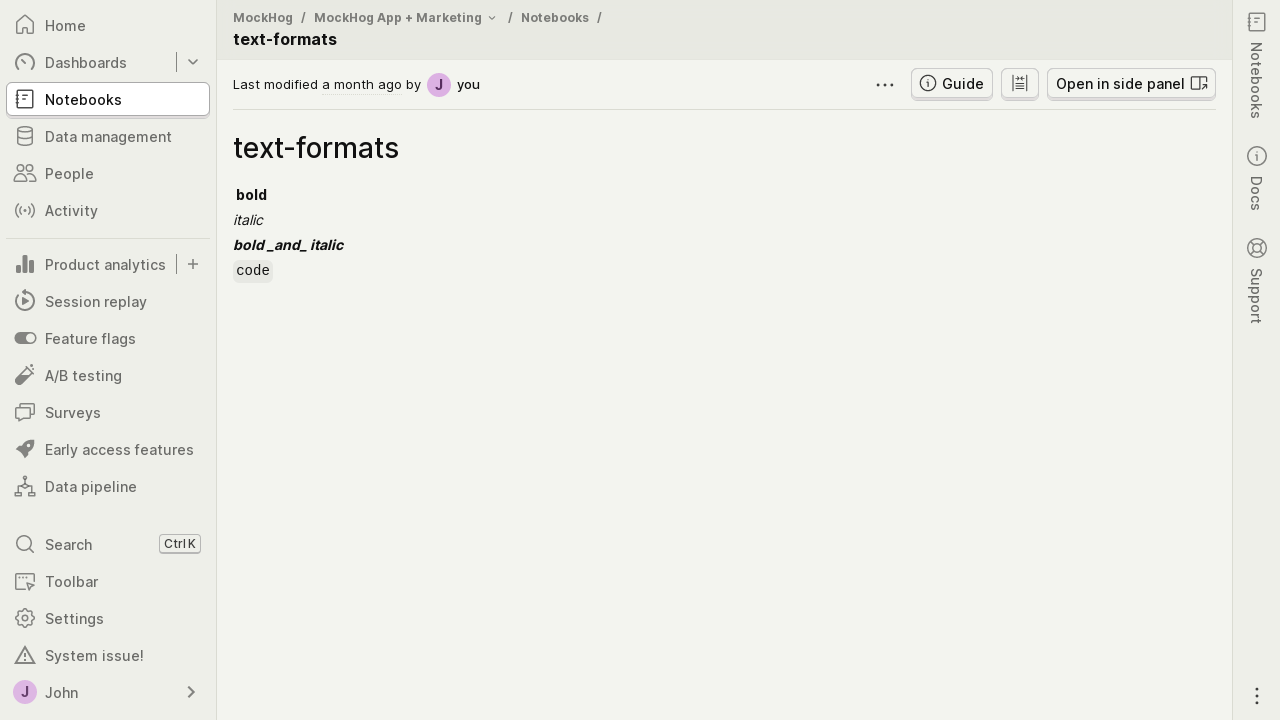 Home
Dashboards
Notebooks
Data management
People
Activity
Product analytics
Session replay
Feature flags
A/B testing
Surveys
Early access features
Data pipeline
Search Ctrl K
Toolbar
Settings
System issue!
J John
MockHog / MockHog App + Marketing / Notebooks /
text-formats
Last modified a month ago by J you
Guide
Open in side panel
text-formats
bold
italic
bold _and_ italic
code
Notebooks
Docs
Support